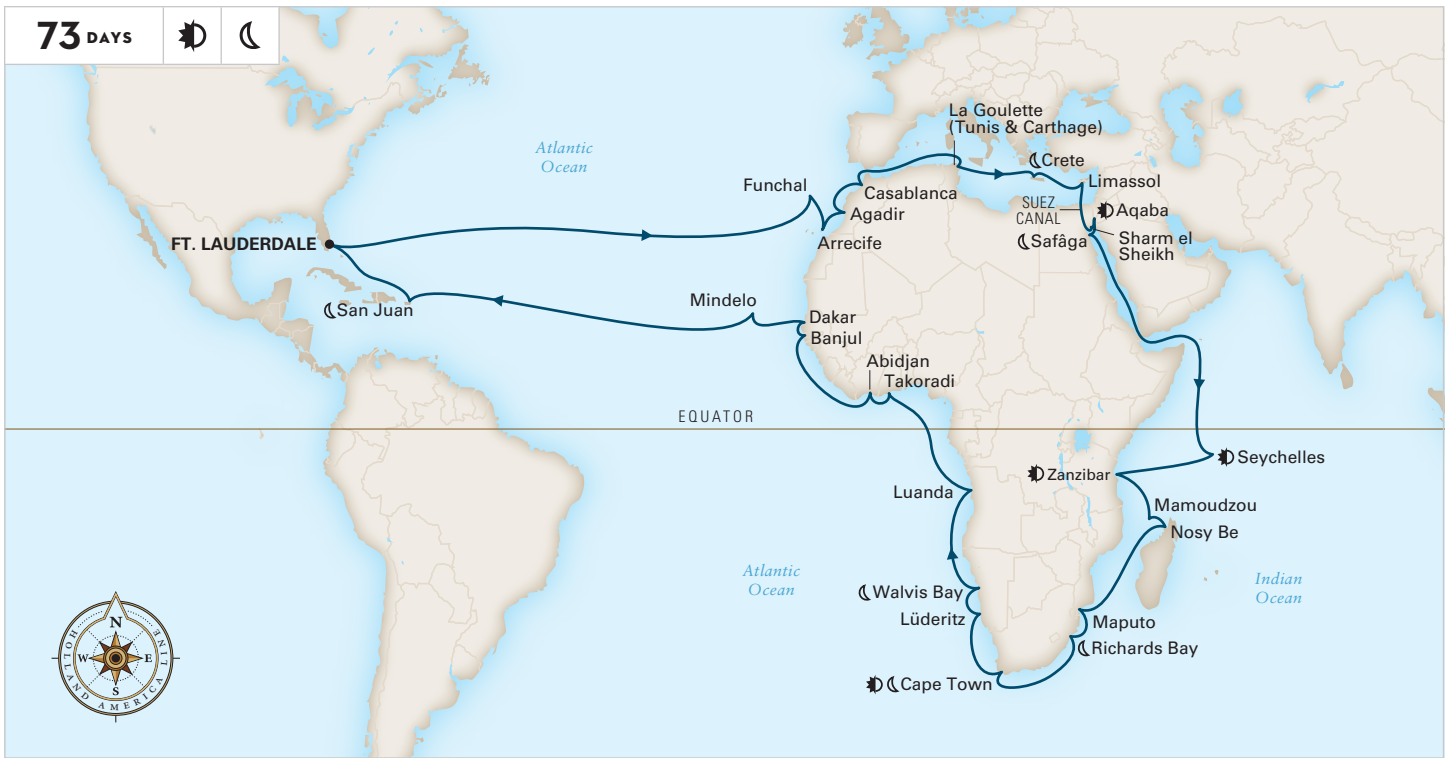 73 DAYS
La Goulette
(Tunis & Carthage)
Atlantic
Ocean
Crete
Limassol
Funchal
Casablanca
SUEZ
CANAL
Agadir
Aqaba
FT. LAUDERDALE
Arrecife
Safâga
Sharm el
Sheikh
San Juan
Mindelo
Dakar
Banjul
Abidjan
Takoradi
EQUATOR
Seychelles
Zanzibar
Luanda
Mamoudzou
Nosy Be
Atlantic
Ocean
Indian
Ocean
Walvis Bay
Lüderitz
Maputo
Richards Bay
Cape Town
N
W
E
S
HOLLAND AMERICA LINE